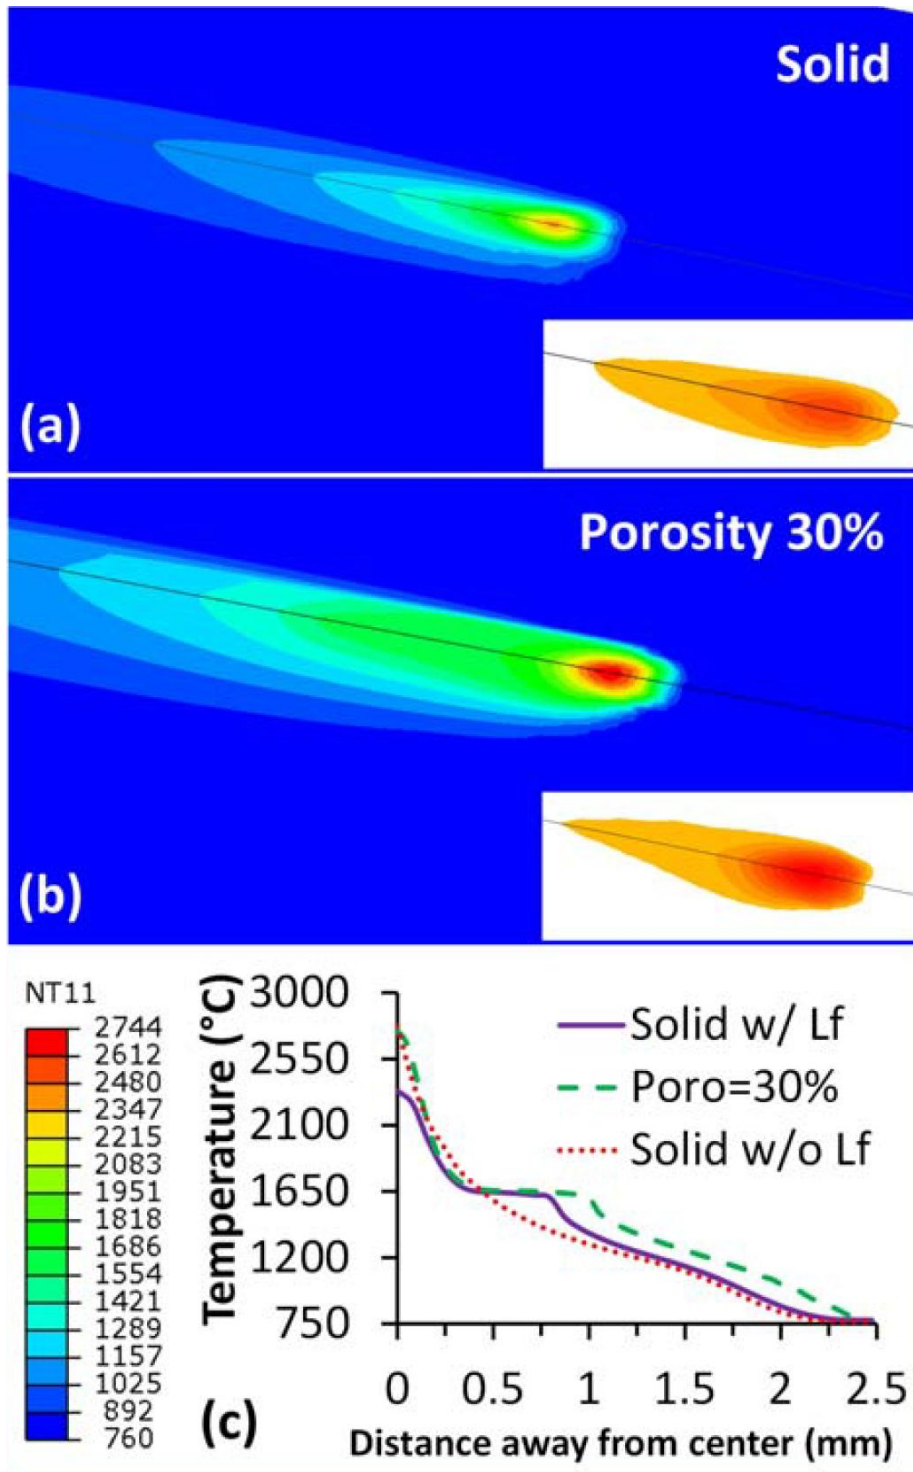 Solid
(a)
Porosity 30%
(b)
NT11
2744
2612
2480
2347
2215
2083
1951
1818
1686
1554
1421
1289
1157
1025
892
760
Temperature (°C)
3000
2550
2100
1650
1200
750
Solid w/ Lf
Poro=30%
Solid w/o Lf
0 0.5 1 1.5 2 2.5
(c)
Distance away from center (mm)